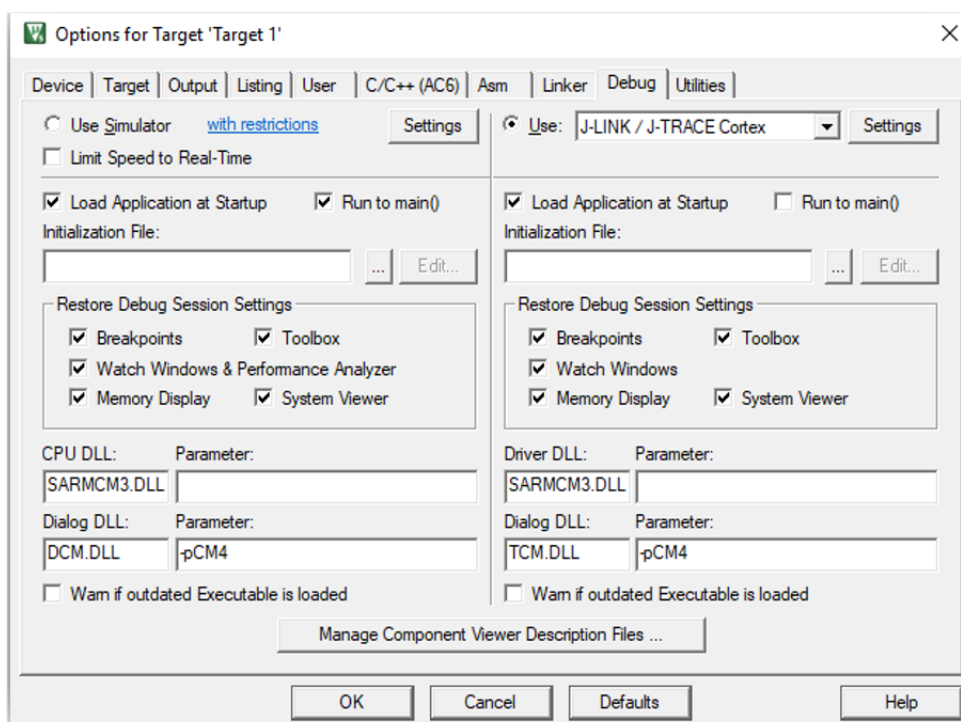 Options for Target 'Target 1'
Device Target Output Listing User C/C++ (AC6) Asm Linker Debug Utilities
Use Simulator with restrictions Settings
Limit Speed to Real-Time
Load Application at Startup Run to main()
Initialization File:
... Edit...
Restore Debug Session Settings
Breakpoints Toolbox
Watch Windows & Performance Analyzer
Memory Display System Viewer
CPU DLL: Parameter:
SARMCM3.DLL
Dialog DLL: Parameter:
DCM.DLL -pCM4
Warn if outdated Executable is loaded
Use: J-LINK / J-TRACE Cortex Settings
Load Application at Startup Run to main()
Initialization File:
... Edit...
Restore Debug Session Settings
Breakpoints Toolbox
Watch Windows
Memory Display System Viewer
Driver DLL: Parameter:
SARMCM3.DLL
Dialog DLL: Parameter:
TCM.DLL -pCM4
Warn if outdated Executable is loaded
Manage Component Viewer Description Files ...
OK Cancel Defaults Help